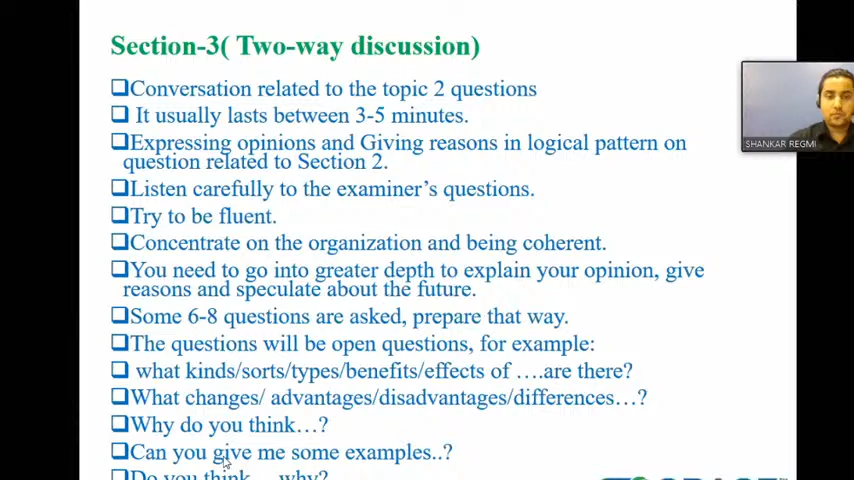 Section-3( Two-way discussion)
❑Conversation related to the topic 2 questions
❑ It usually lasts between 3-5 minutes.
❑Expressing opinions and Giving reasons in logical pattern on
question related to Section 2.
❑Listen carefully to the examiner's questions.
❑Try to be fluent.
❑Concentrate on the organization and being coherent.
❑You need to go into greater depth to explain your opinion, give
reasons and speculate about the future.
❑Some 6-8 questions are asked, prepare that way.
❑The questions will be open questions, for example:
❑ what kinds/sorts/types/benefits/effects of ….are there?
❑What changes/ advantages/disadvantages/differences…?
❑Why do you think…?
❑Can you give me some examples..?
❑Do you think… why?
SHANKAR REGMI